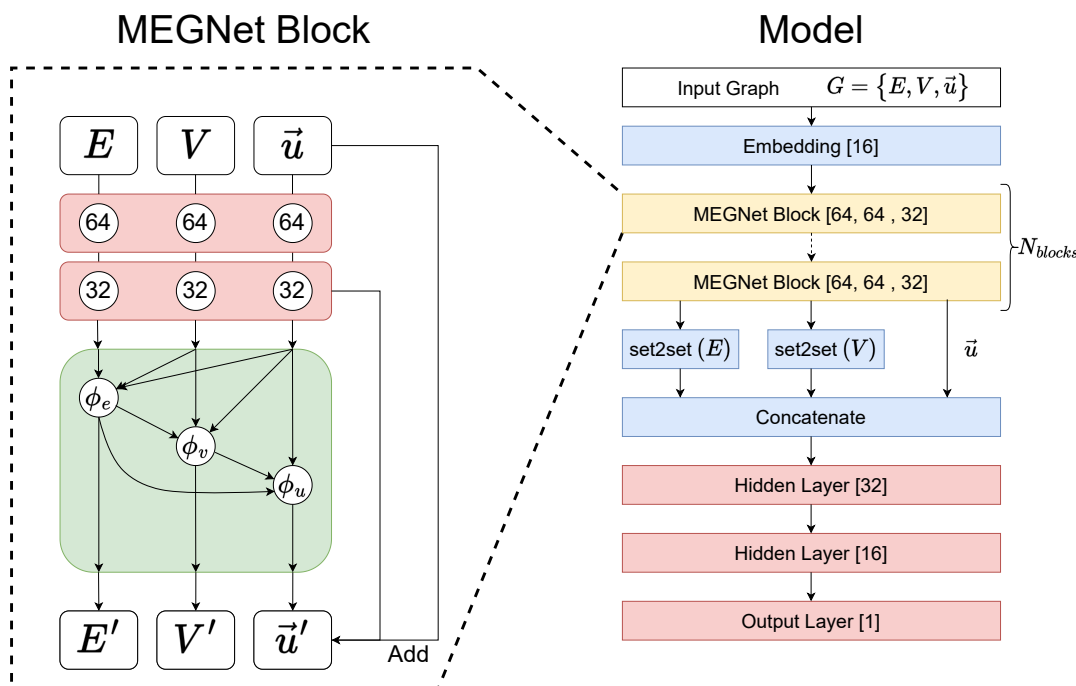 MEGNet Block
E V u⃗
64 64 64
32 32 32
ϕ_e
ϕ_v
ϕ_u
E′ V′ u⃗′
Add
Model
Input Graph G = {E, V, u⃗}
Embedding [16]
MEGNet Block [64, 64 , 32]
N_blocks
MEGNet Block [64, 64 , 32]
set2set (E) set2set (V) u⃗
Concatenate
Hidden Layer [32]
Hidden Layer [16]
Output Layer [1]